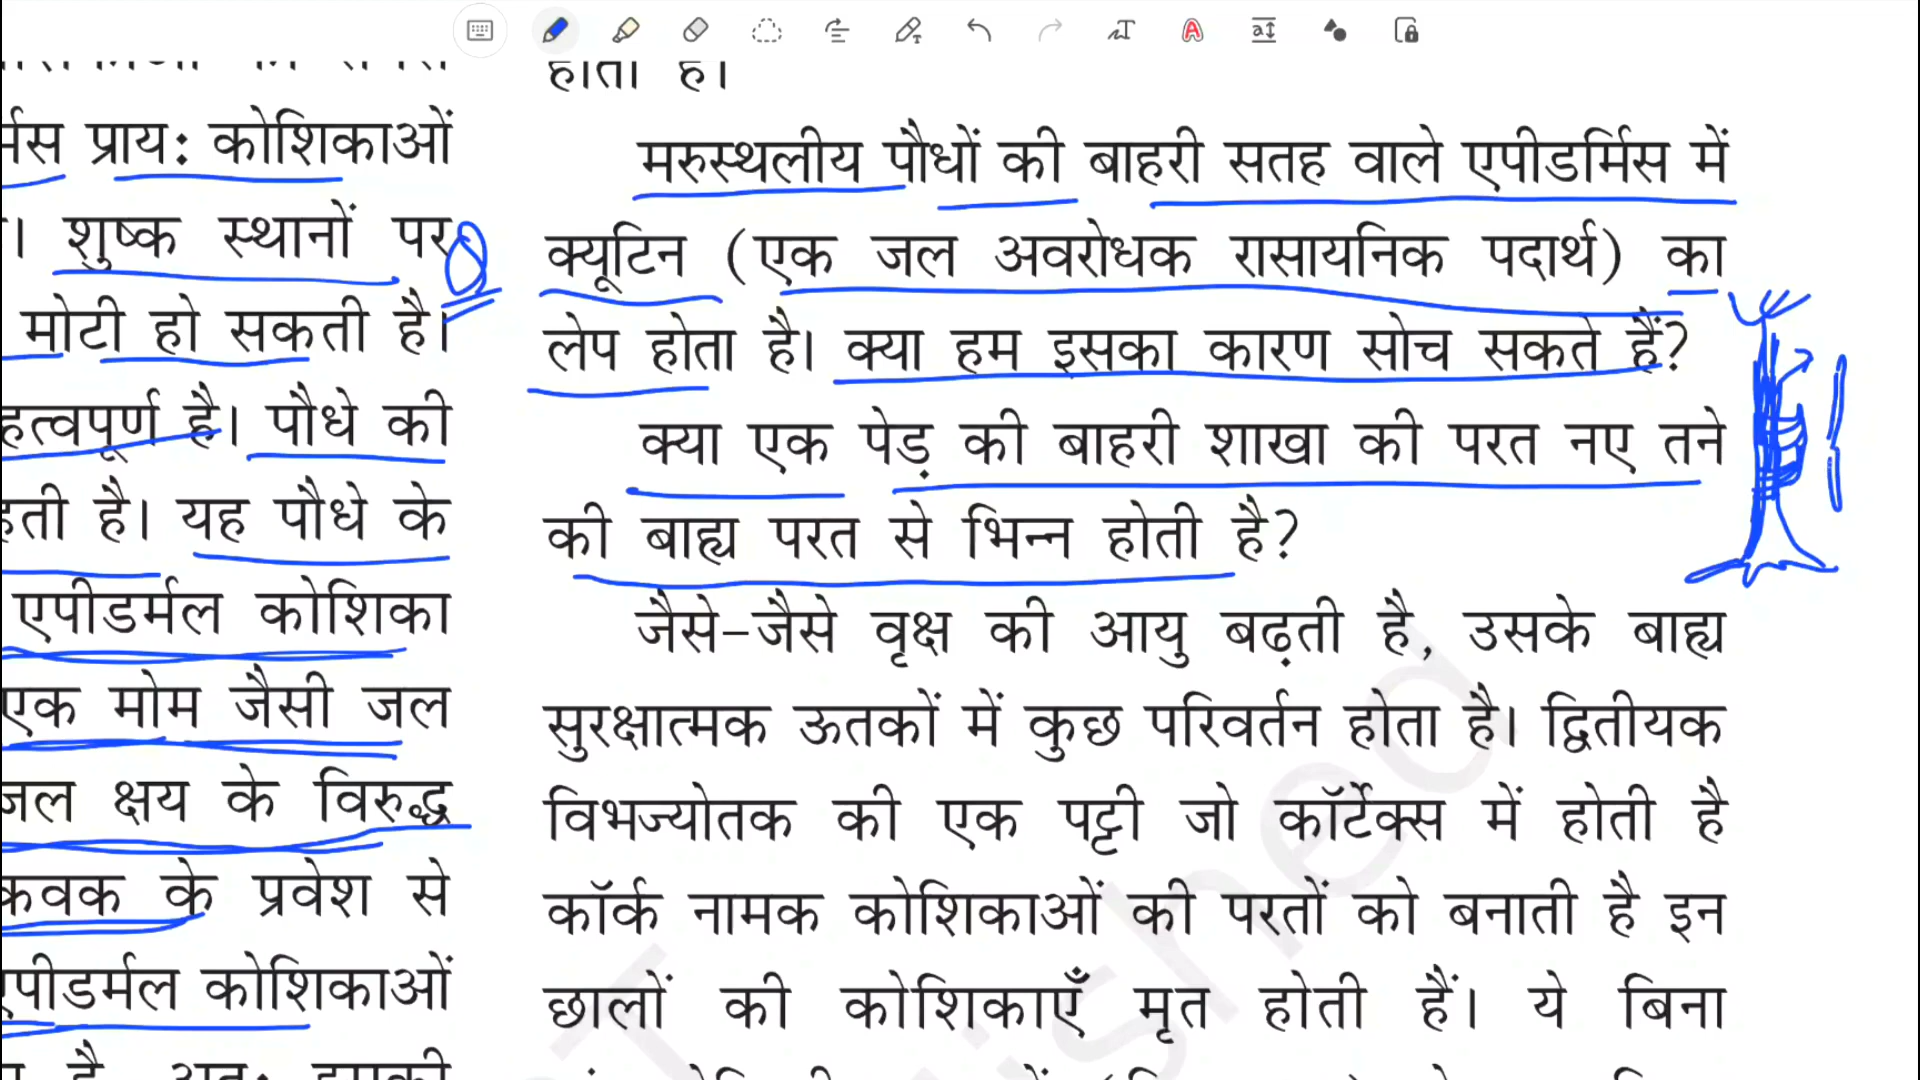 र्मिस प्राय: कोशिकाओं
। शुष्क स्थानों पर
मोटी हो सकती है।
हत्वपूर्ण है। पौधे की
हती है। यह पौधे के
एपीडर्मल कोशिका
एक मोम जैसी जल
जल क्षय के विरुद्ध
कवक के प्रवेश से
एपीडर्मल कोशिकाओं
होता है।
मरुस्थलीय पौधों की बाहरी सतह वाले एपीडर्मिस में
क्यूटिन (एक जल अवरोधक रासायनिक पदार्थ) का
लेप होता है। क्या हम इसका कारण सोच सकते हैं?
क्या एक पेड़ की बाहरी शाखा की परत नए तने
की बाह्य परत से भिन्न होती है?
जैसे-जैसे वृक्ष की आयु बढ़ती है, उसके बाह्य
सुरक्षात्मक ऊतकों में कुछ परिवर्तन होता है। द्वितीयक
विभज्योतक की एक पट्टी जो कॉर्टेक्स में होती है
कॉर्क नामक कोशिकाओं की परतों को बनाती है इन
छालों की कोशिकाएँ मृत होती हैं। ये बिना